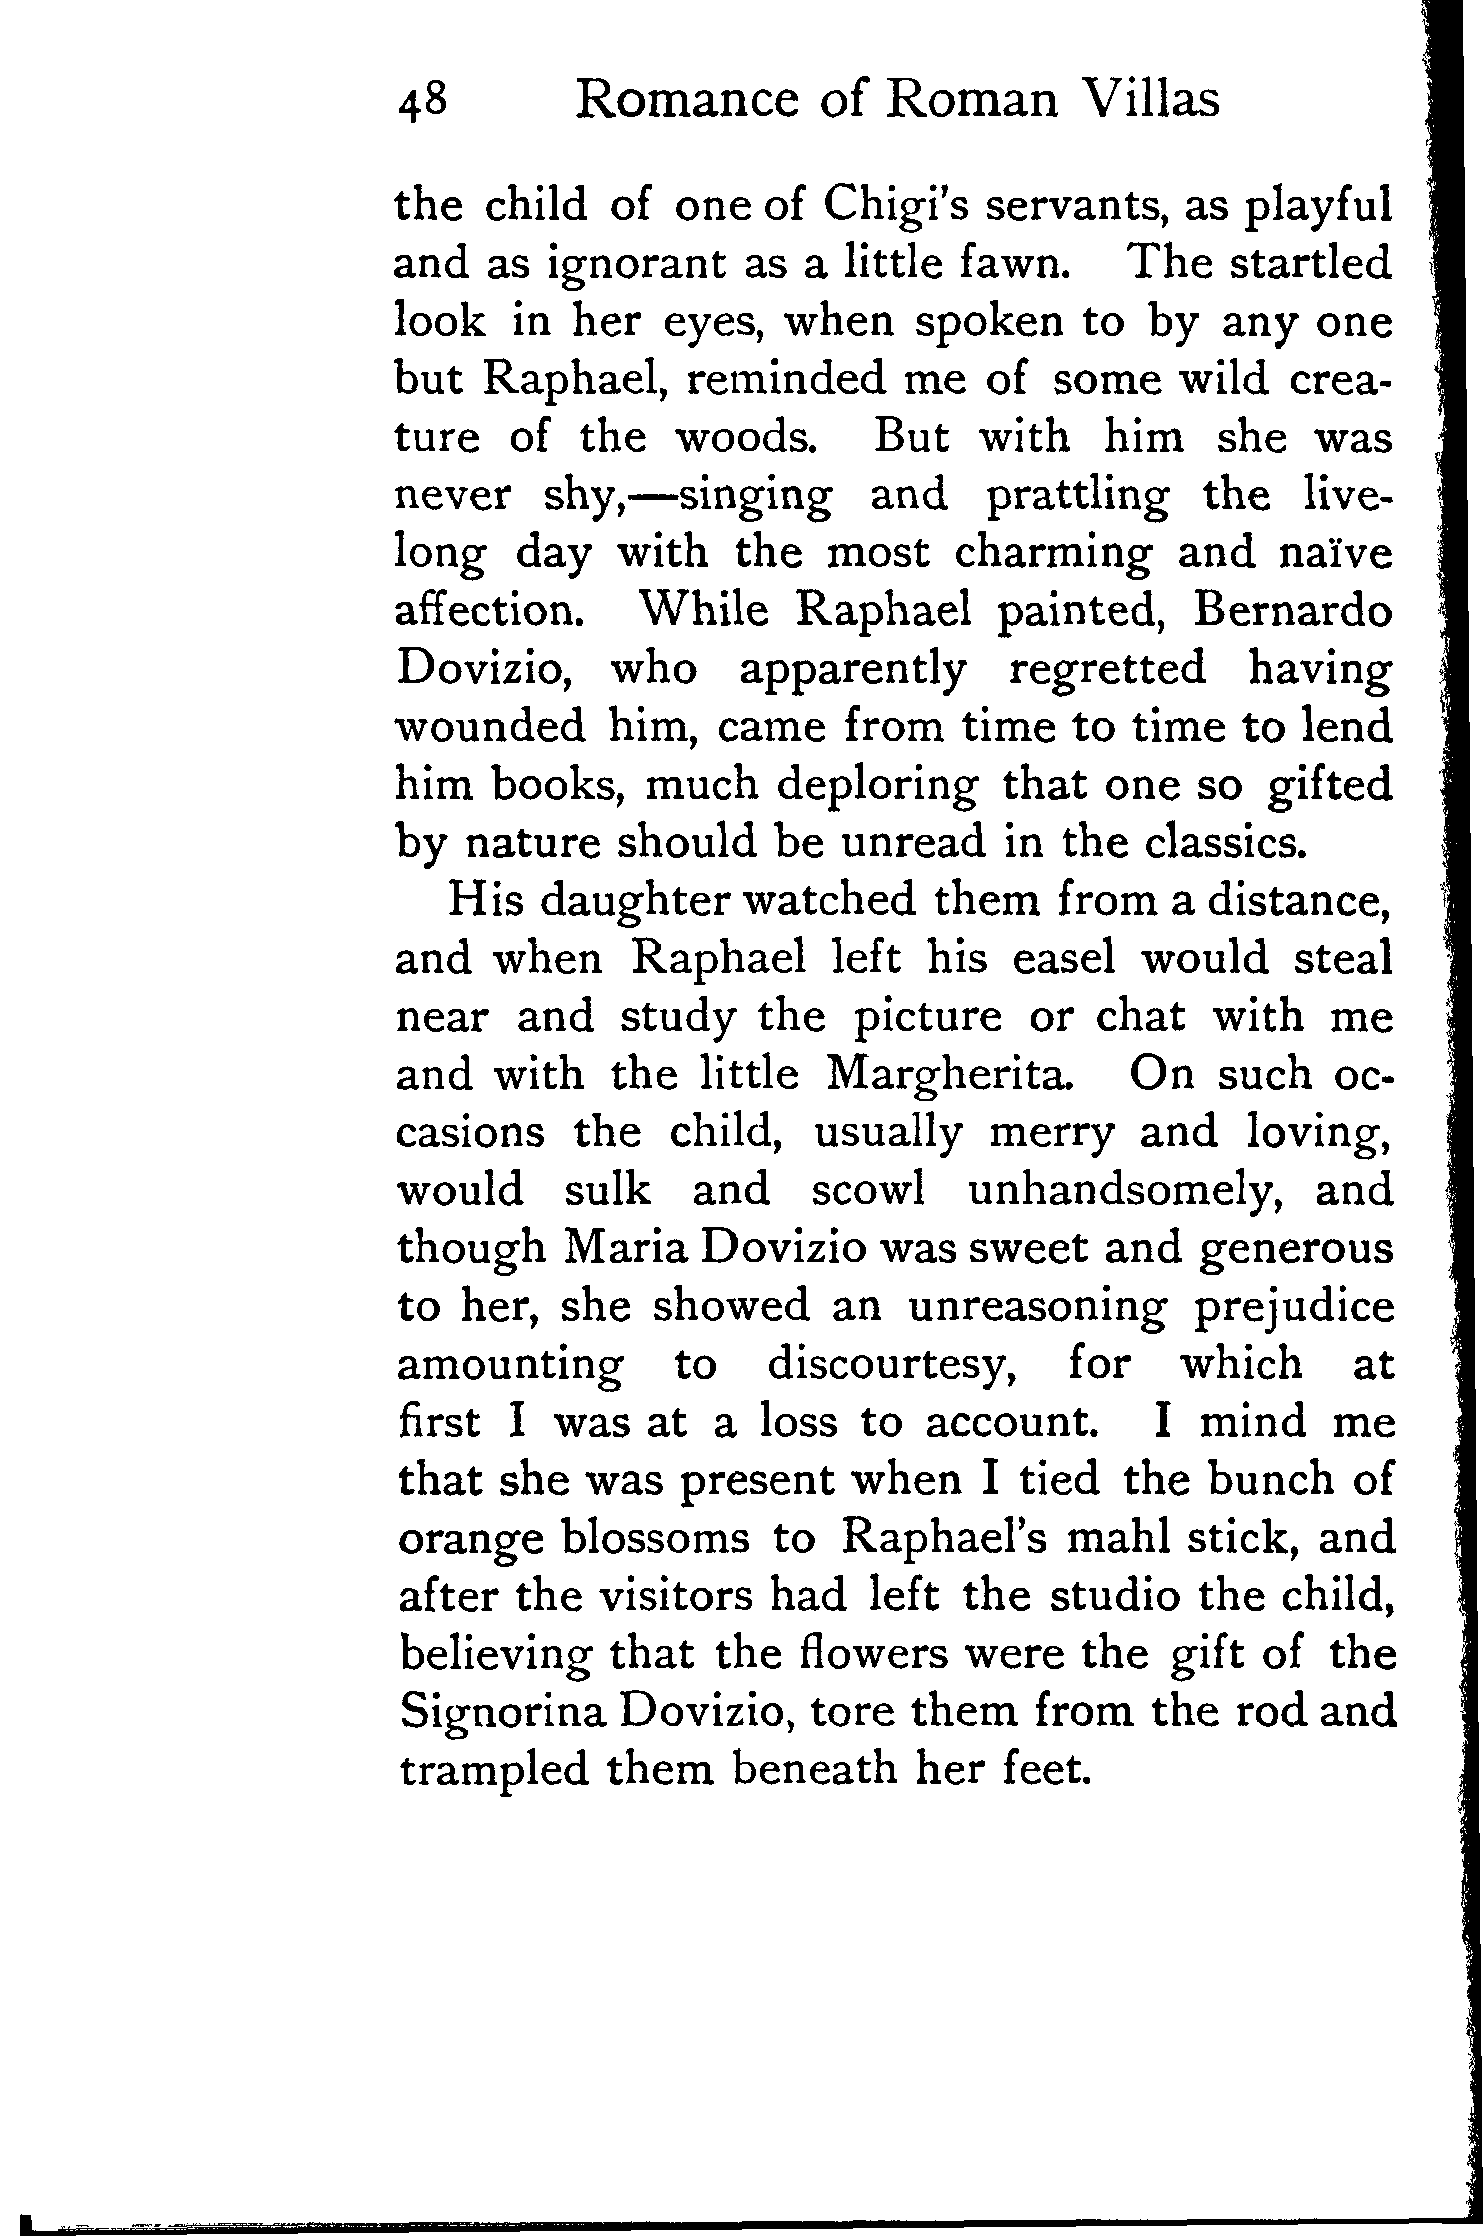 48 Romance of Roman Villas
the child of one of Chigi's servants, as playful
and as ignorant as a little fawn. The startled
look in her eyes, when spoken to by any one
but Raphael, reminded me of some wild crea-
ture of the woods. But with him she was
never shy,—singing and prattling the live-
long day with the most charming and naïve
affection. While Raphael painted, Bernardo
Dovizio, who apparently regretted having
wounded him, came from time to time to lend
him books, much deploring that one so gifted
by nature should be unread in the classics.
His daughter watched them from a distance,
and when Raphael left his easel would steal
near and study the picture or chat with me
and with the little Margherita. On such oc-
casions the child, usually merry and loving,
would sulk and scowl unhandsomely, and
though Maria Dovizio was sweet and generous
to her, she showed an unreasoning prejudice
amounting to discourtesy, for which at
first I was at a loss to account. I mind me
that she was present when I tied the bunch of
orange blossoms to Raphael's mahl stick, and
after the visitors had left the studio the child,
believing that the flowers were the gift of the
Signorina Dovizio, tore them from the rod and
trampled them beneath her feet.